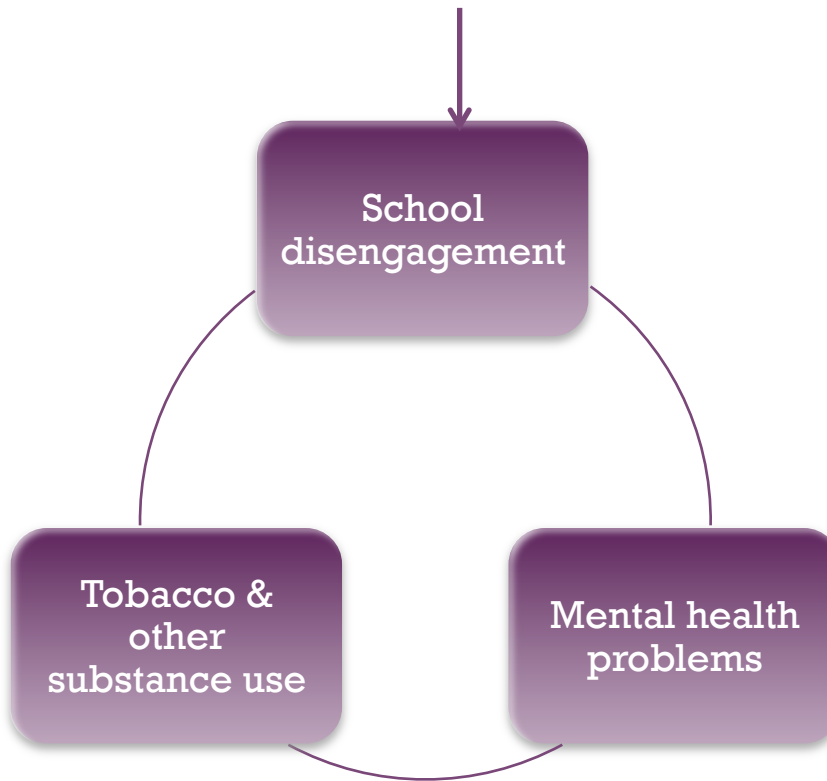 School
disengagement
Tobacco &
other
substance use
Mental health
problems